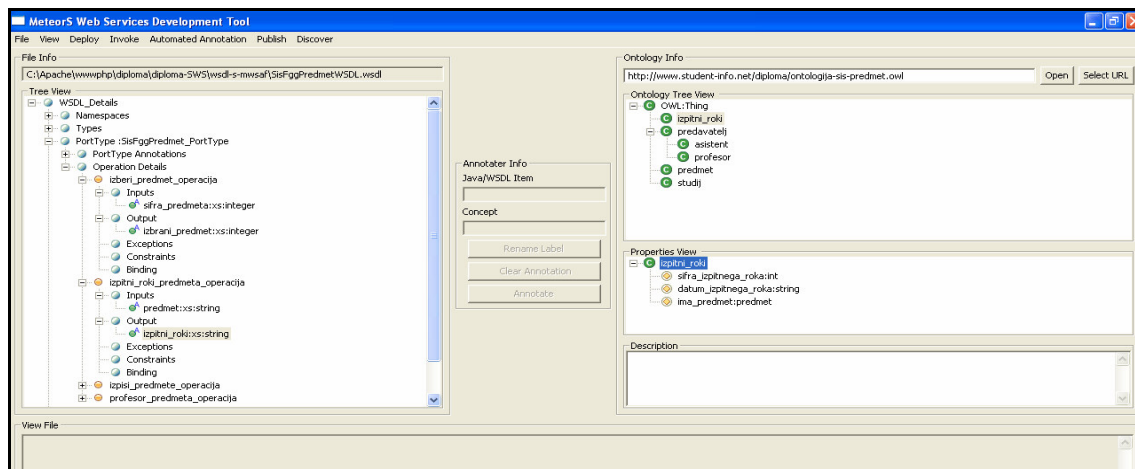 MeteorS Web Services Development Tool
File View Deploy Invoke Automated Annotation Publish Discover
File Info
C:\Apache\wwwphp\diploma\diploma-SWS\wsdl-s-mwsaf\SisFggPredmetWSDL.wsdl
Tree View
WSDL_Details
Namespaces
Types
PortType :SisFggPredmet_PortType
PortType Annotations
Operation Details
izberi_predmet_operacija
Inputs
sifra_predmeta:xs:integer
Output
izbrani_predmet:xs:integer
Exceptions
Constraints
Binding
izpitni_roki_predmeta_operacija
Inputs
predmet:xs:string
Output
izpitni_roki:xs:string
Exceptions
Constraints
Binding
izpisi_predmete_operacija
profesor_predmeta_operacija
Annotater Info
Java/WSDL Item
Concept
Rename Label
Clear Annotation
Annotate
Ontology Info
http://www.student-info.net/diploma/ontologija-sis-predmet.owl
Open
Select URL
Ontology Tree View
OWL:Thing
izpitni_roki
predavatelj
asistent
profesor
predmet
studij
Properties View
izpitni_roki
sifra_izpitnega_roka:int
datum_izpitnega_roka:string
ima_predmet:predmet
Description
View File